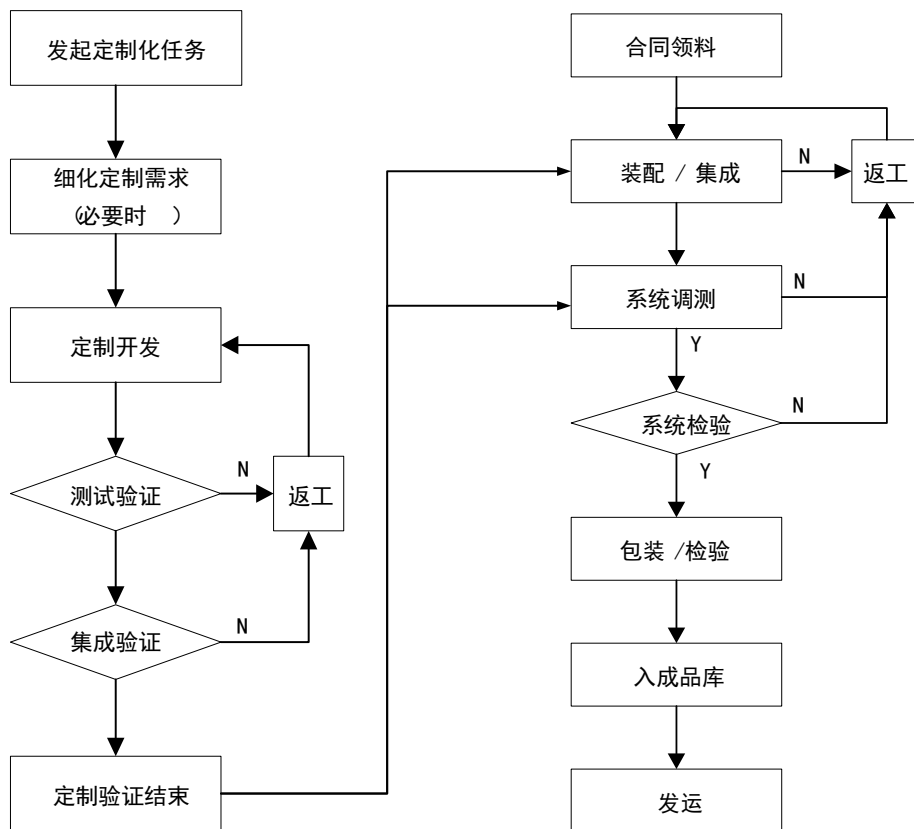 发起定制化任务
细化定制需求
(必要时 )
定制开发
测试验证
N
返工
集成验证
N
定制验证结束
合同领料
装配 / 集成
N
返工
系统调测
N
Y
系统检验
N
Y
包装 /检验
入成品库
发运